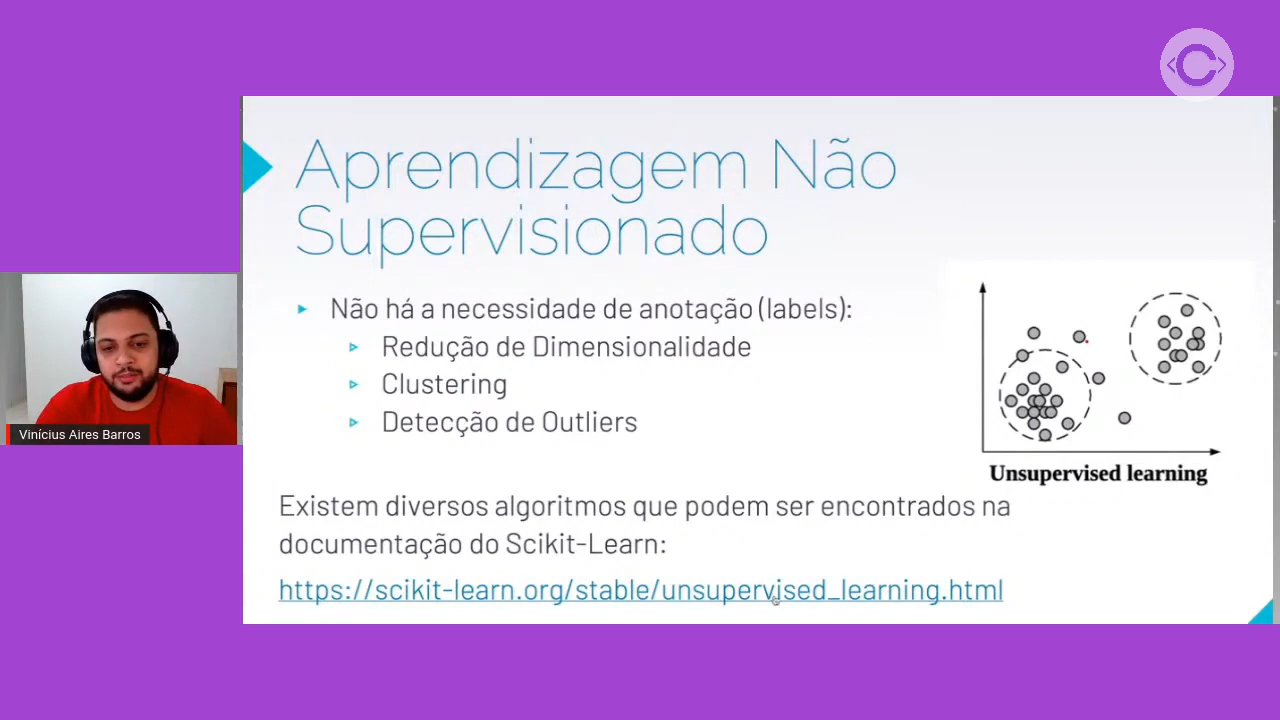 Aprendizagem Não
Supervisionado
Não há a necessidade de anotação (labels):
Redução de Dimensionalidade
Clustering
Detecção de Outliers
Unsupervised learning
Existem diversos algoritmos que podem ser encontrados na
documentação do Scikit-Learn:
https://scikit-learn.org/stable/unsupervised_learning.html
Vinícius Aires Barros